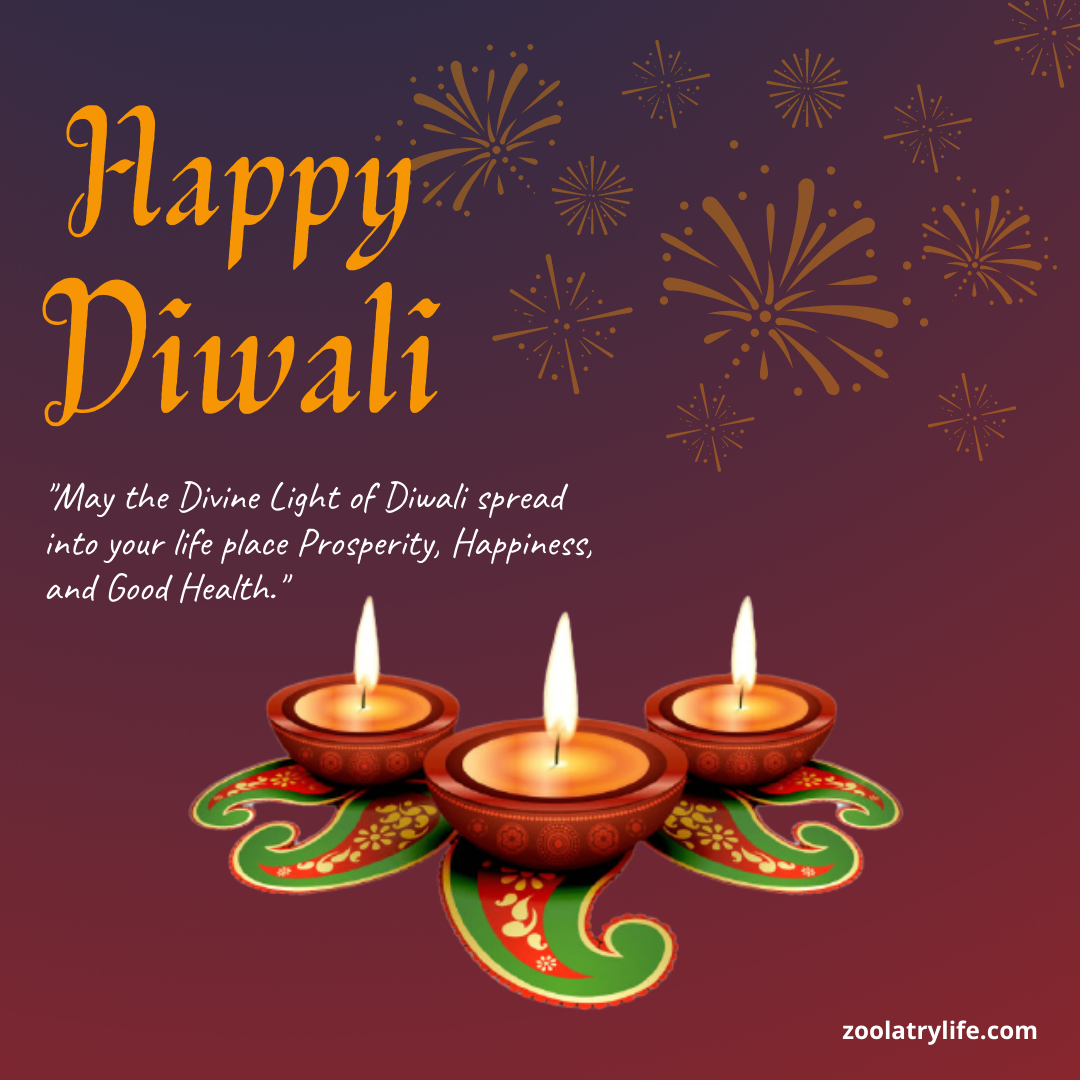 Happy
Diwali
"May the Divine Light of Diwali spread
into your life place Prosperity, Happiness,
and Good Health."
zoolatrylife.com